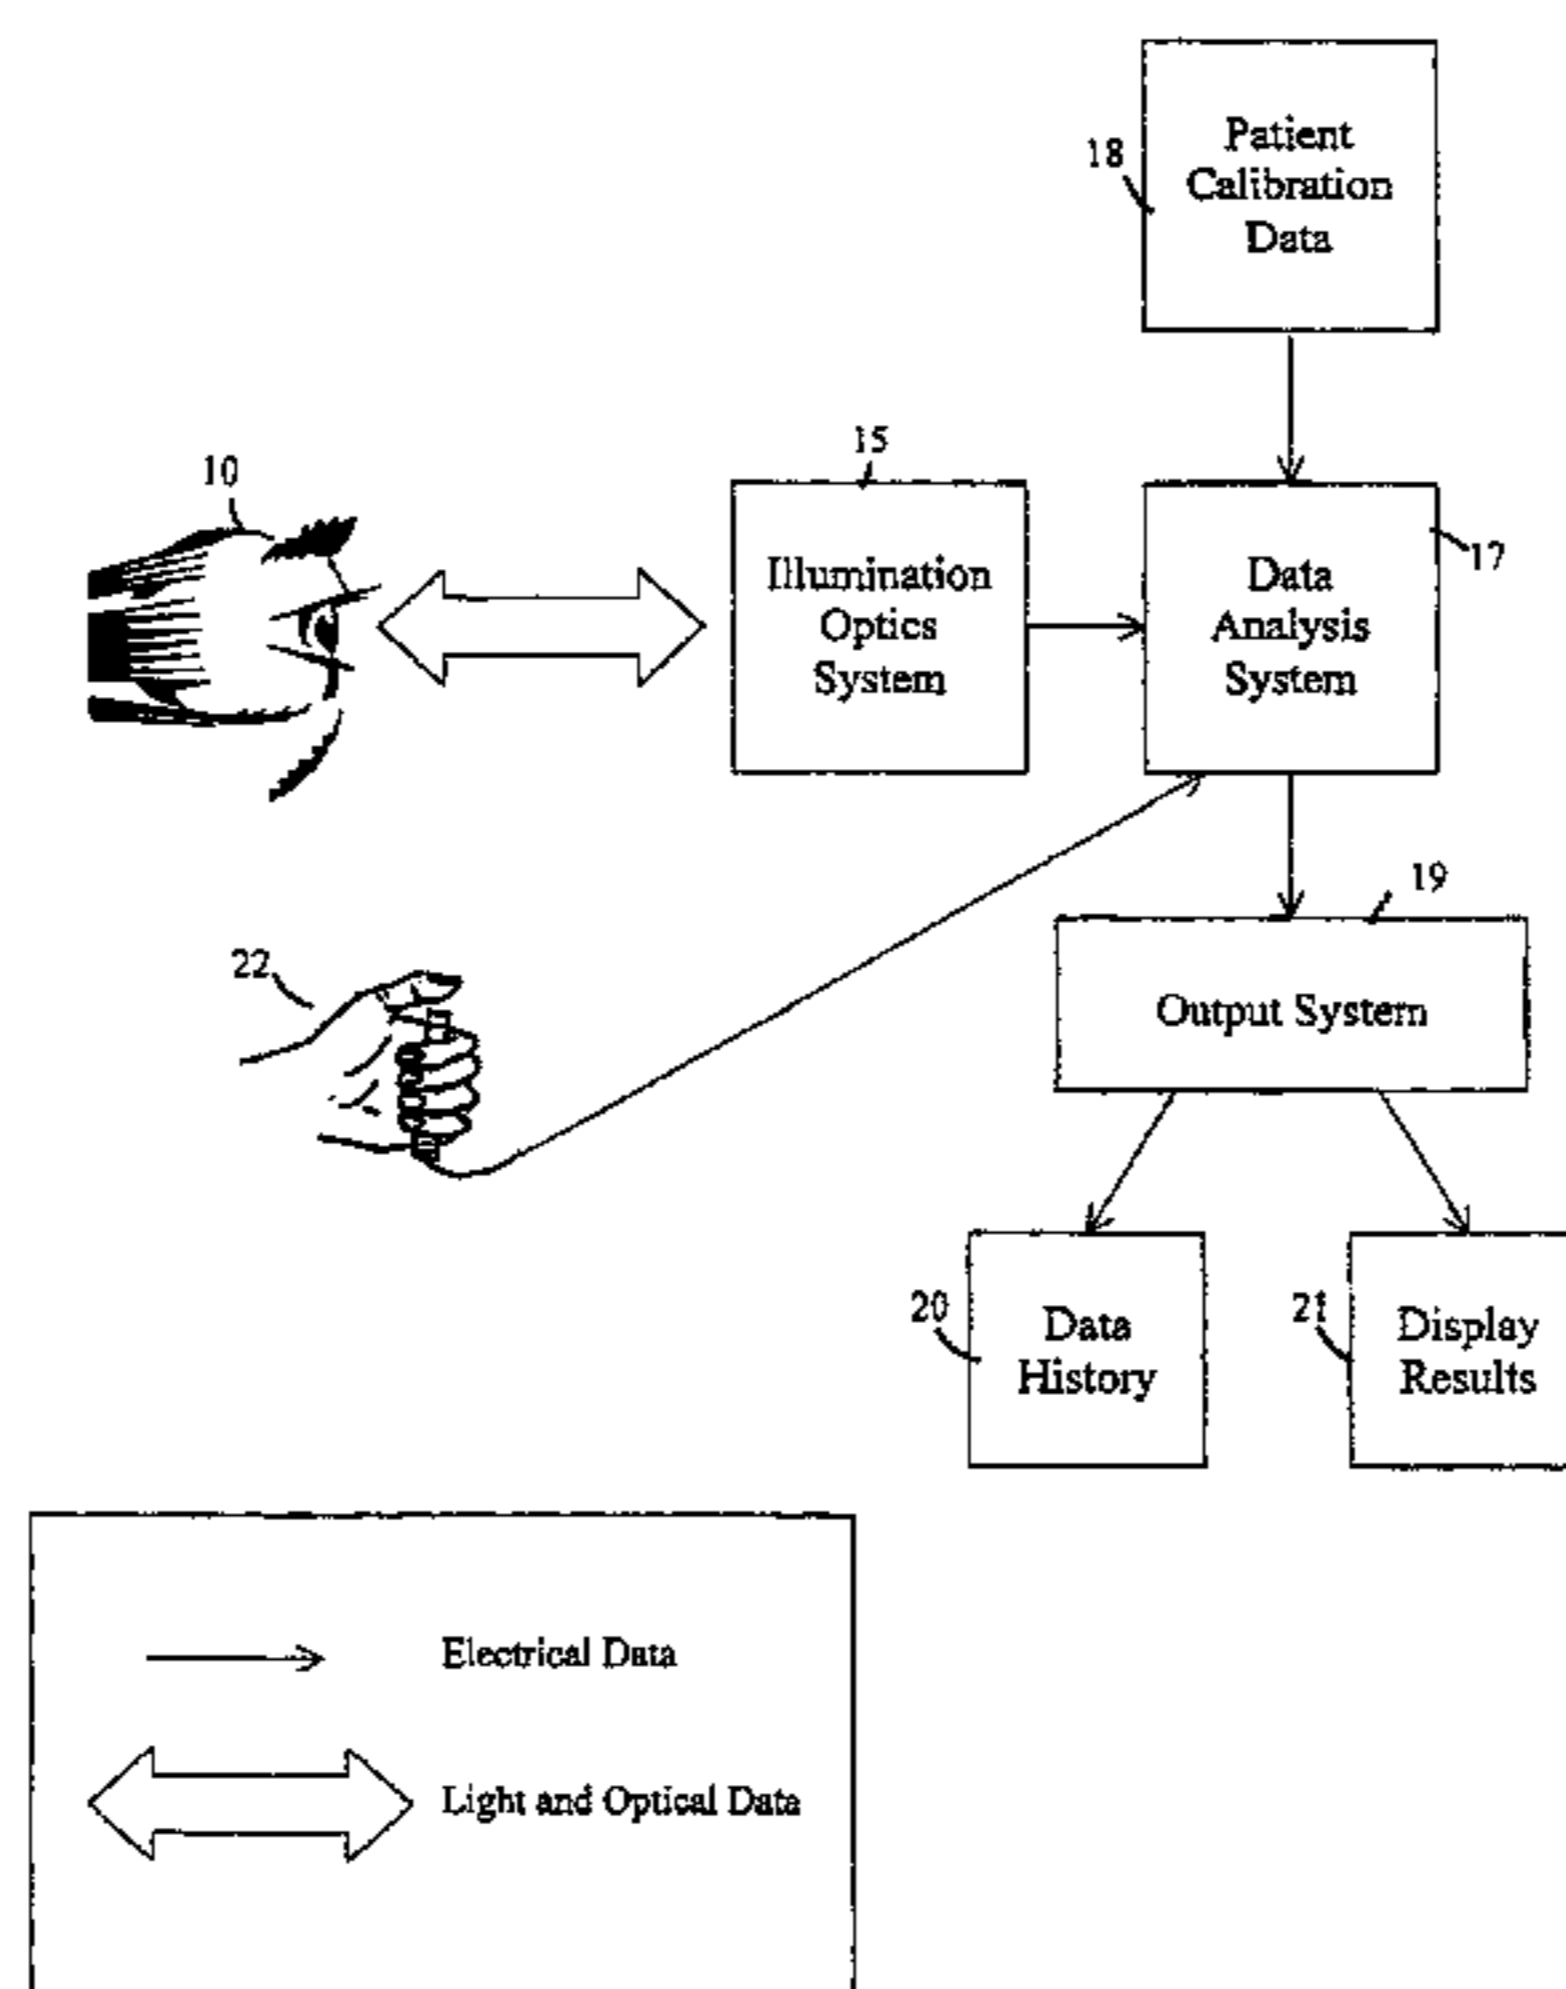 18
Patient
Calibration
Data
10
15
Illumination
Optics
System
Data
Analysis
System
17
19
22
Output System
20
Data
History
21
Display
Results
Electrical Data
Light and Optical Data